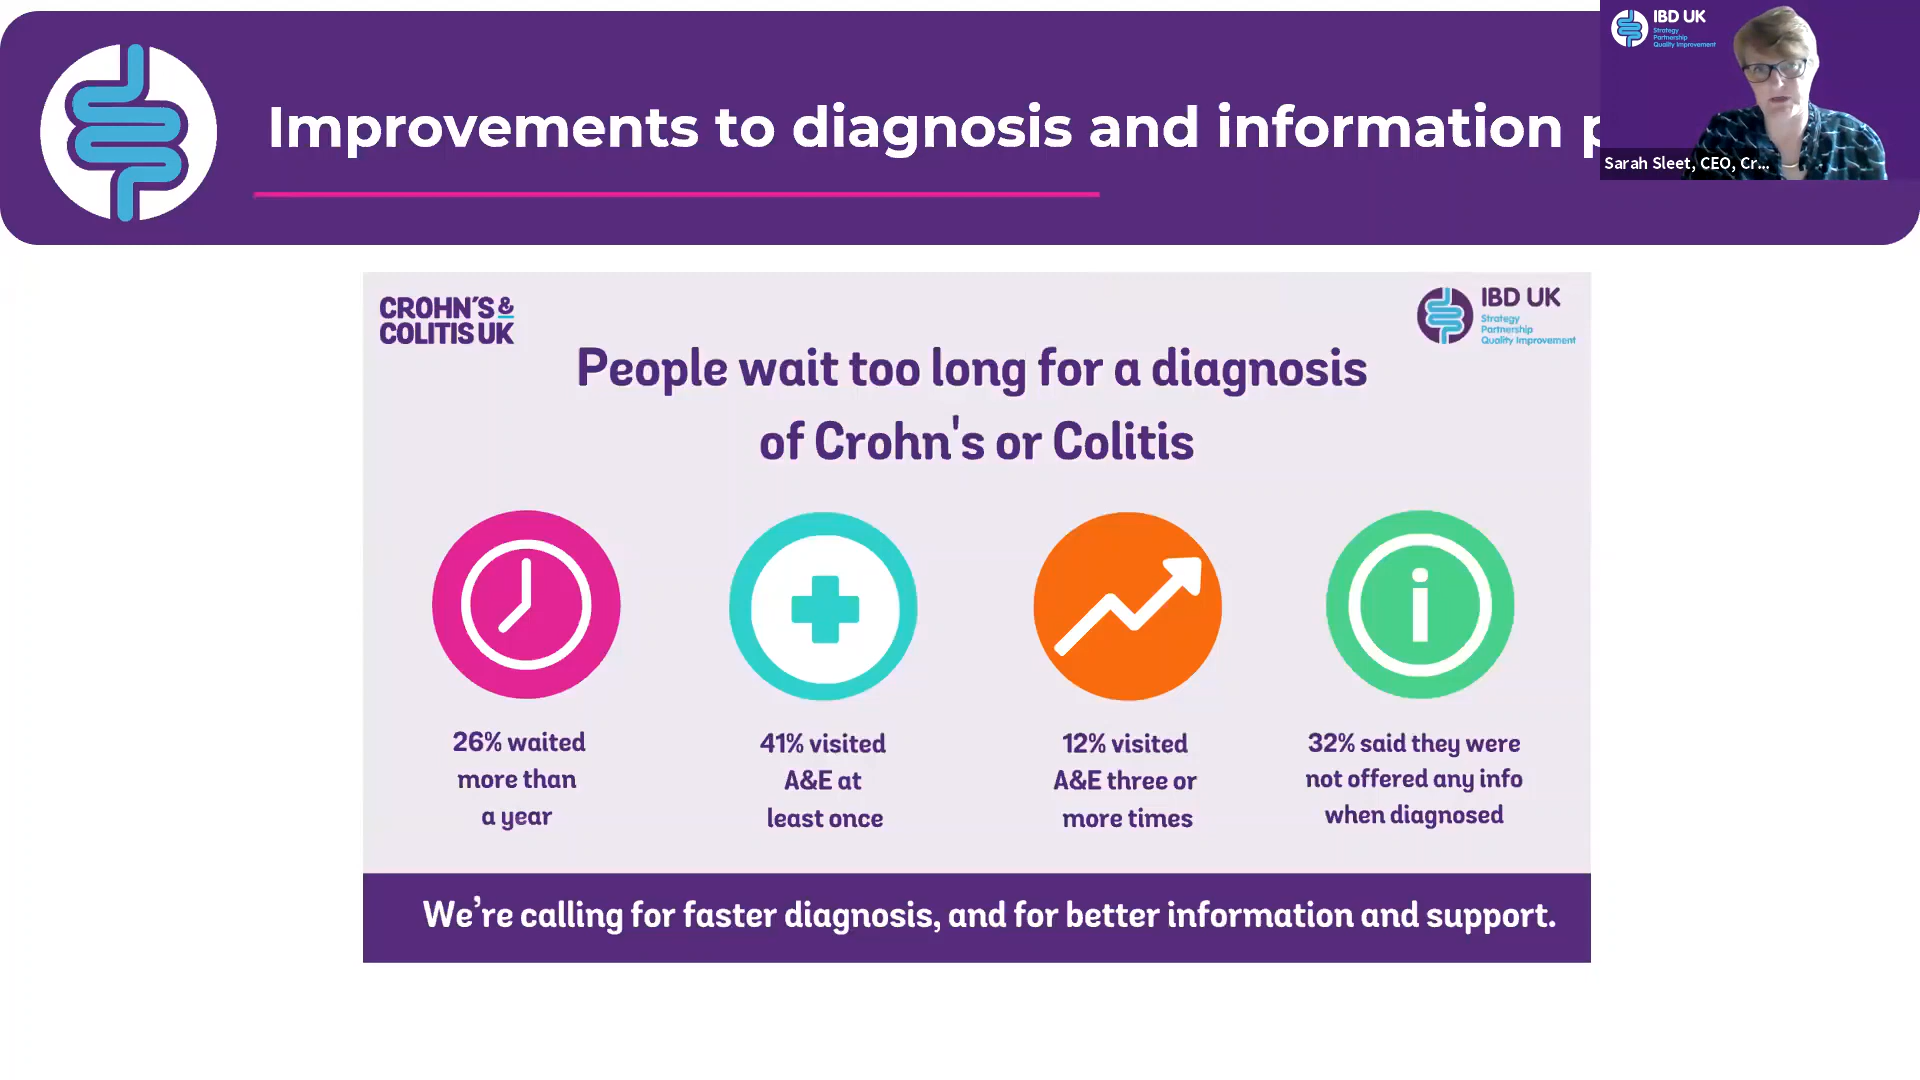 Improvements to diagnosis and information p
IBD UK
Strategy
Partnership
Quality Improvement
Sarah Sleet, CEO, Cr...
CROHN'S &
COLITIS UK
IBD UK
Strategy
Partnership
Quality Improvement
People wait too long for a diagnosis
of Crohn's or Colitis
26% waited
more than
a year
41% visited
A&E at
least once
12% visited
A&E three or
more times
32% said they were
not offered any info
when diagnosed
We're calling for faster diagnosis, and for better information and support.